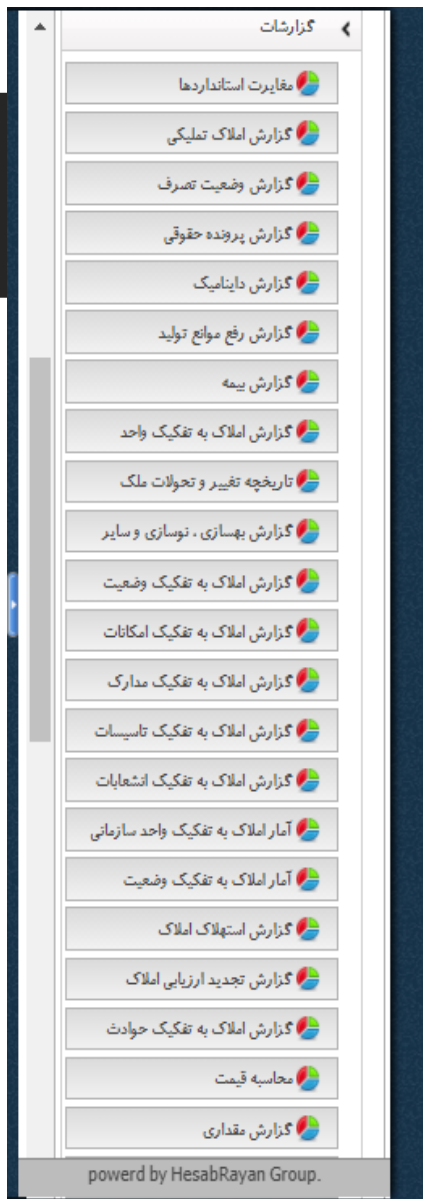 گزارشات
مغایرت استانداردها
گزارش املاک تملیکی
گزارش وضعیت تصرف
گزارش پرونده حقوقی
گزارش داینامیک
گزارش رفع موانع تولید
گزارش بیمه
گزارش املاک به تفکیک واحد
تاریخچه تغییر و تحولات ملک
گزارش بهسازی ، نوسازی و سایر
گزارش املاک به تفکیک وضعیت
گزارش املاک به تفکیک امکانات
گزارش املاک به تفکیک مدارک
گزارش املاک به تفکیک تاسیسات
گزارش املاک به تفکیک انشعابات
آمار املاک به تفکیک واحد سازمانی
آمار املاک به تفکیک وضعیت
گزارش استهلاک املاک
گزارش تجدید ارزیابی املاک
گزارش املاک به تفکیک حوادث
محاسبه قیمت
گزارش مقداری
powerd by HesabRayan Group.